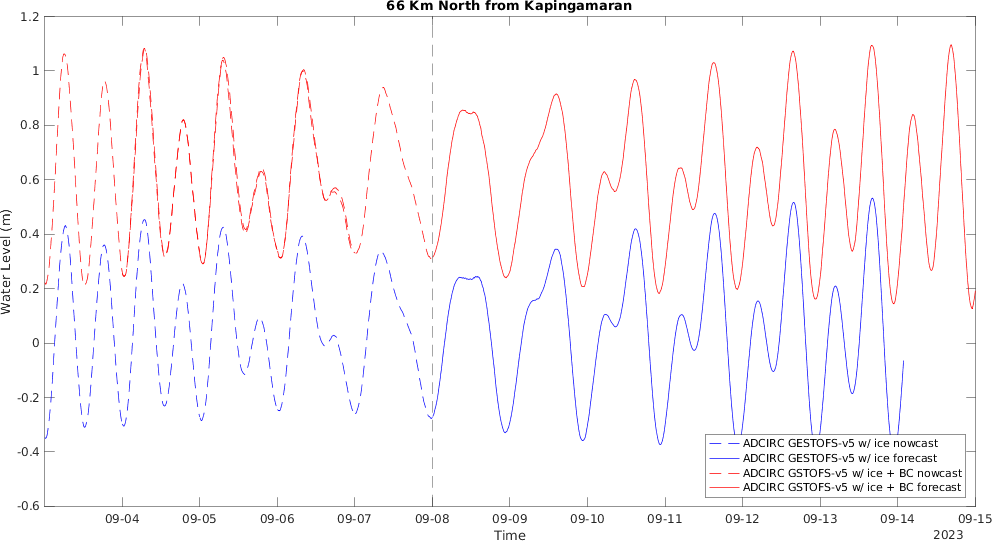 66 Km North from Kapingamaran
1.2
1
0.8
0.6
0.4
0.2
0
-0.2
-0.4
-0.6
Water Level (m)
ADCIRC GESTOFS-v5 w/ ice nowcast
ADCIRC GESTOFS-v5 w/ ice forecast
ADCIRC GSTOFS-v5 w/ ice + BC nowcast
ADCIRC GSTOFS-v5 w/ ice + BC forecast
09-04 09-05 09-06 09-07 09-08 09-09 09-10 09-11 09-12 09-13 09-14 09-15
Time
2023